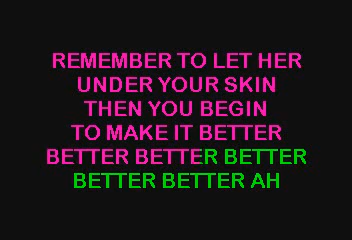 REMEMBER TO LET HER
UNDER YOUR SKIN
THEN YOU BEGIN
TO MAKE IT BETTER
BETTER BETTER BETTER
BETTER BETTER AH